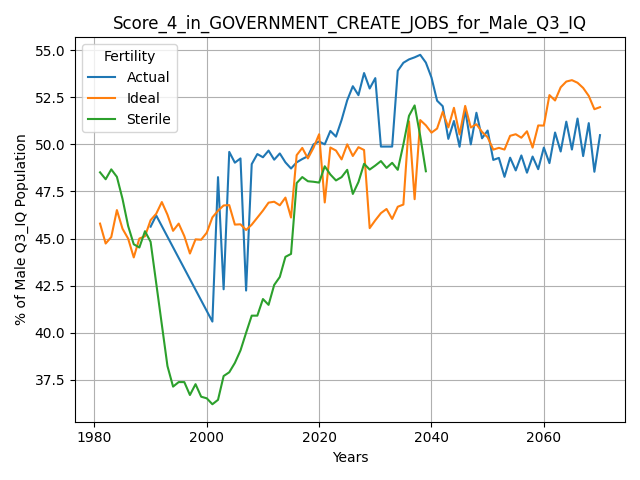 Score_4_in_GOVERNMENT_CREATE_JOBS_for_Male_Q3_IQ
Fertility
Actual
Ideal
Sterile
% of Male Q3_IQ Population
55.0
52.5
50.0
47.5
45.0
42.5
40.0
37.5
1980
2000
2020
2040
2060
Years